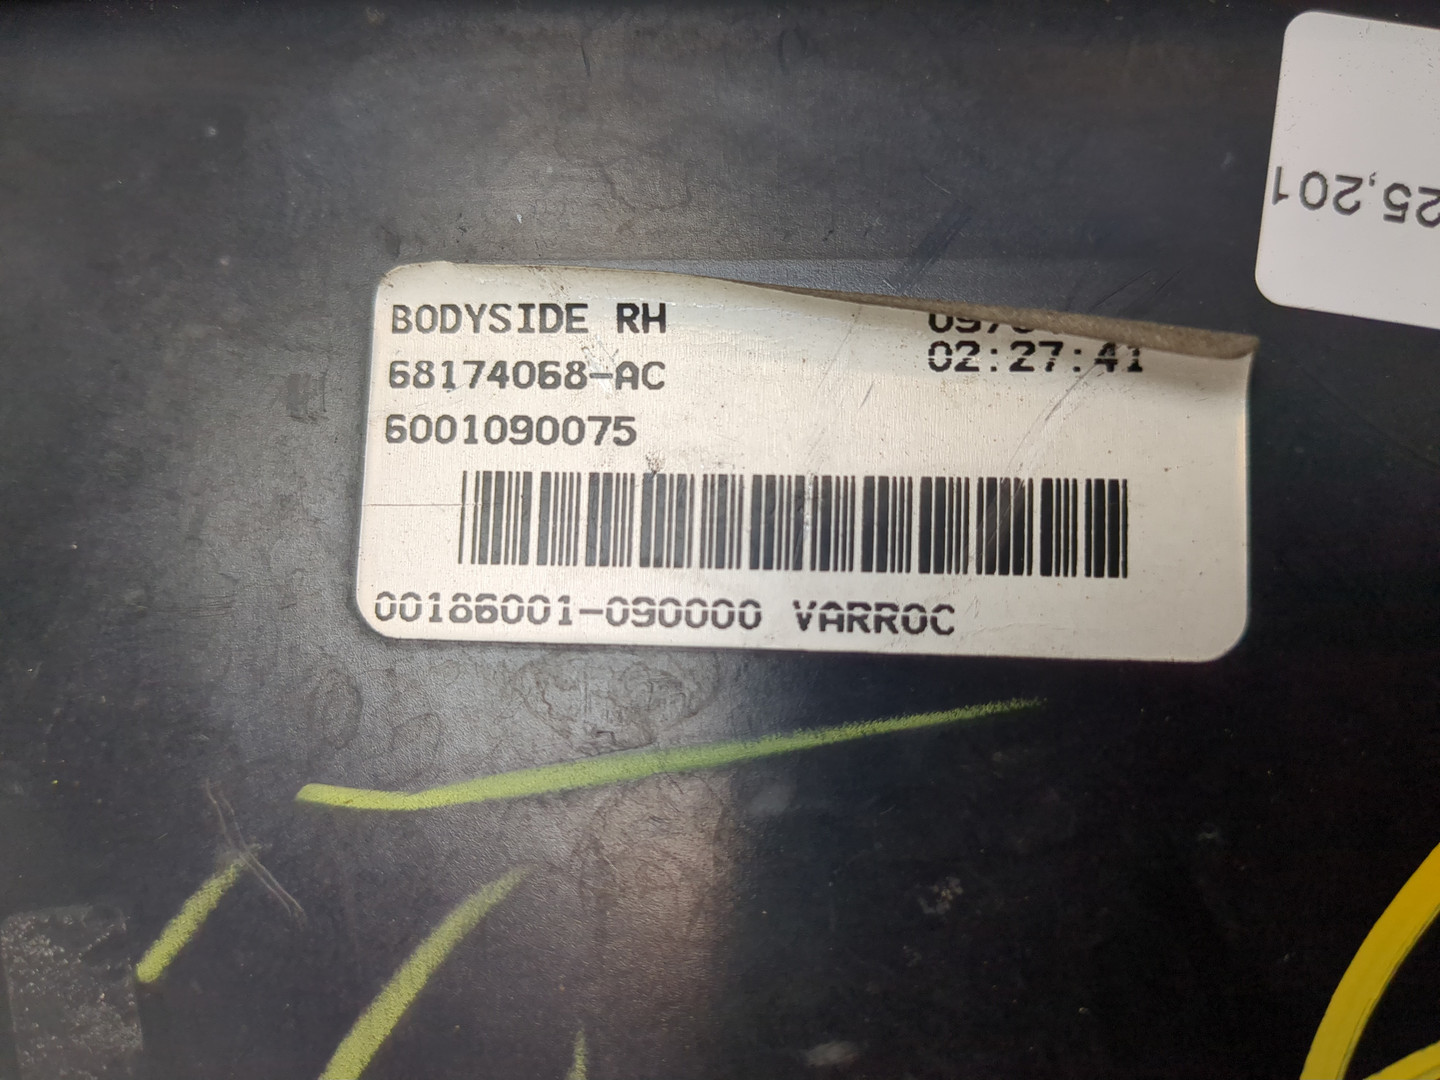 BODYSIDE RH
68174068-AC
02:27:41
6001090075
00186001-090000 VARROC
25,201